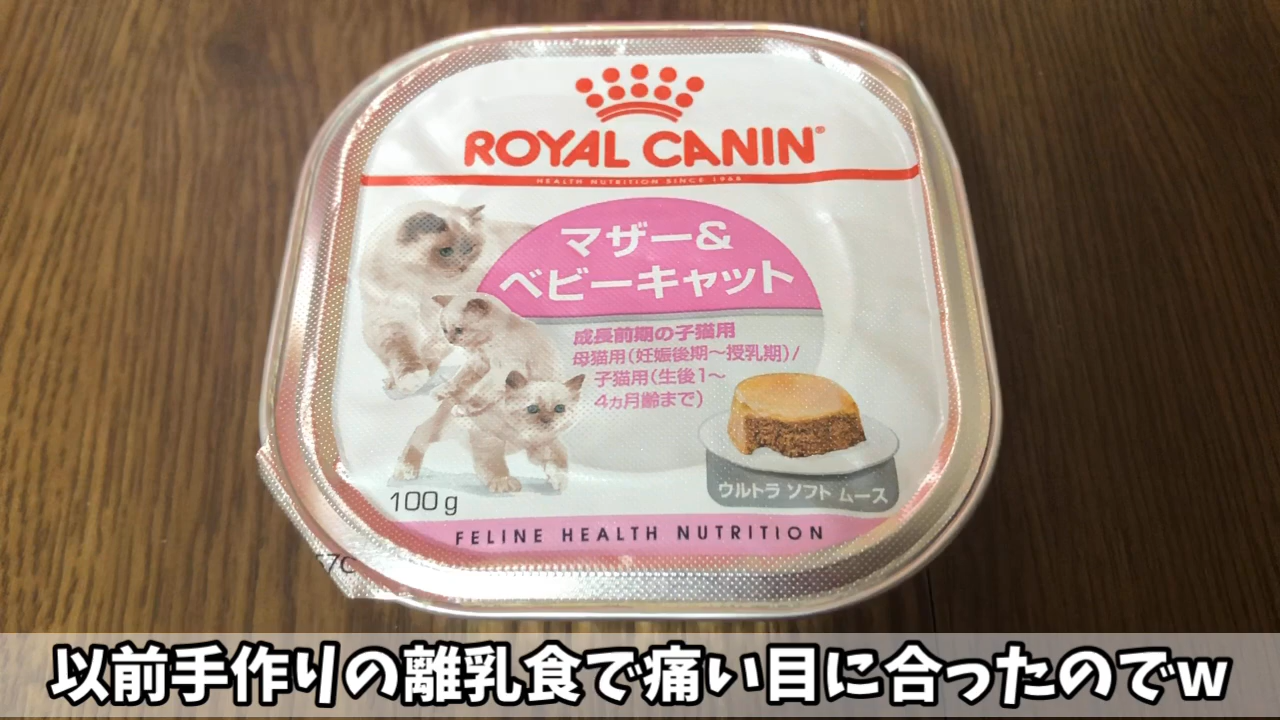 ROYAL CANIN®
HEALTH NUTRITION SINCE 1968
マザー&
ベビーキャット
成長前期の子猫用
母猫用(妊娠後期～授乳期)/
子猫用(生後1～
4ヵ月齢まで)
ウルトラ ソフト ムース
100g
FELINE HEALTH NUTRITION
7C
以前手作りの離乳食で痛い目に合ったのでw